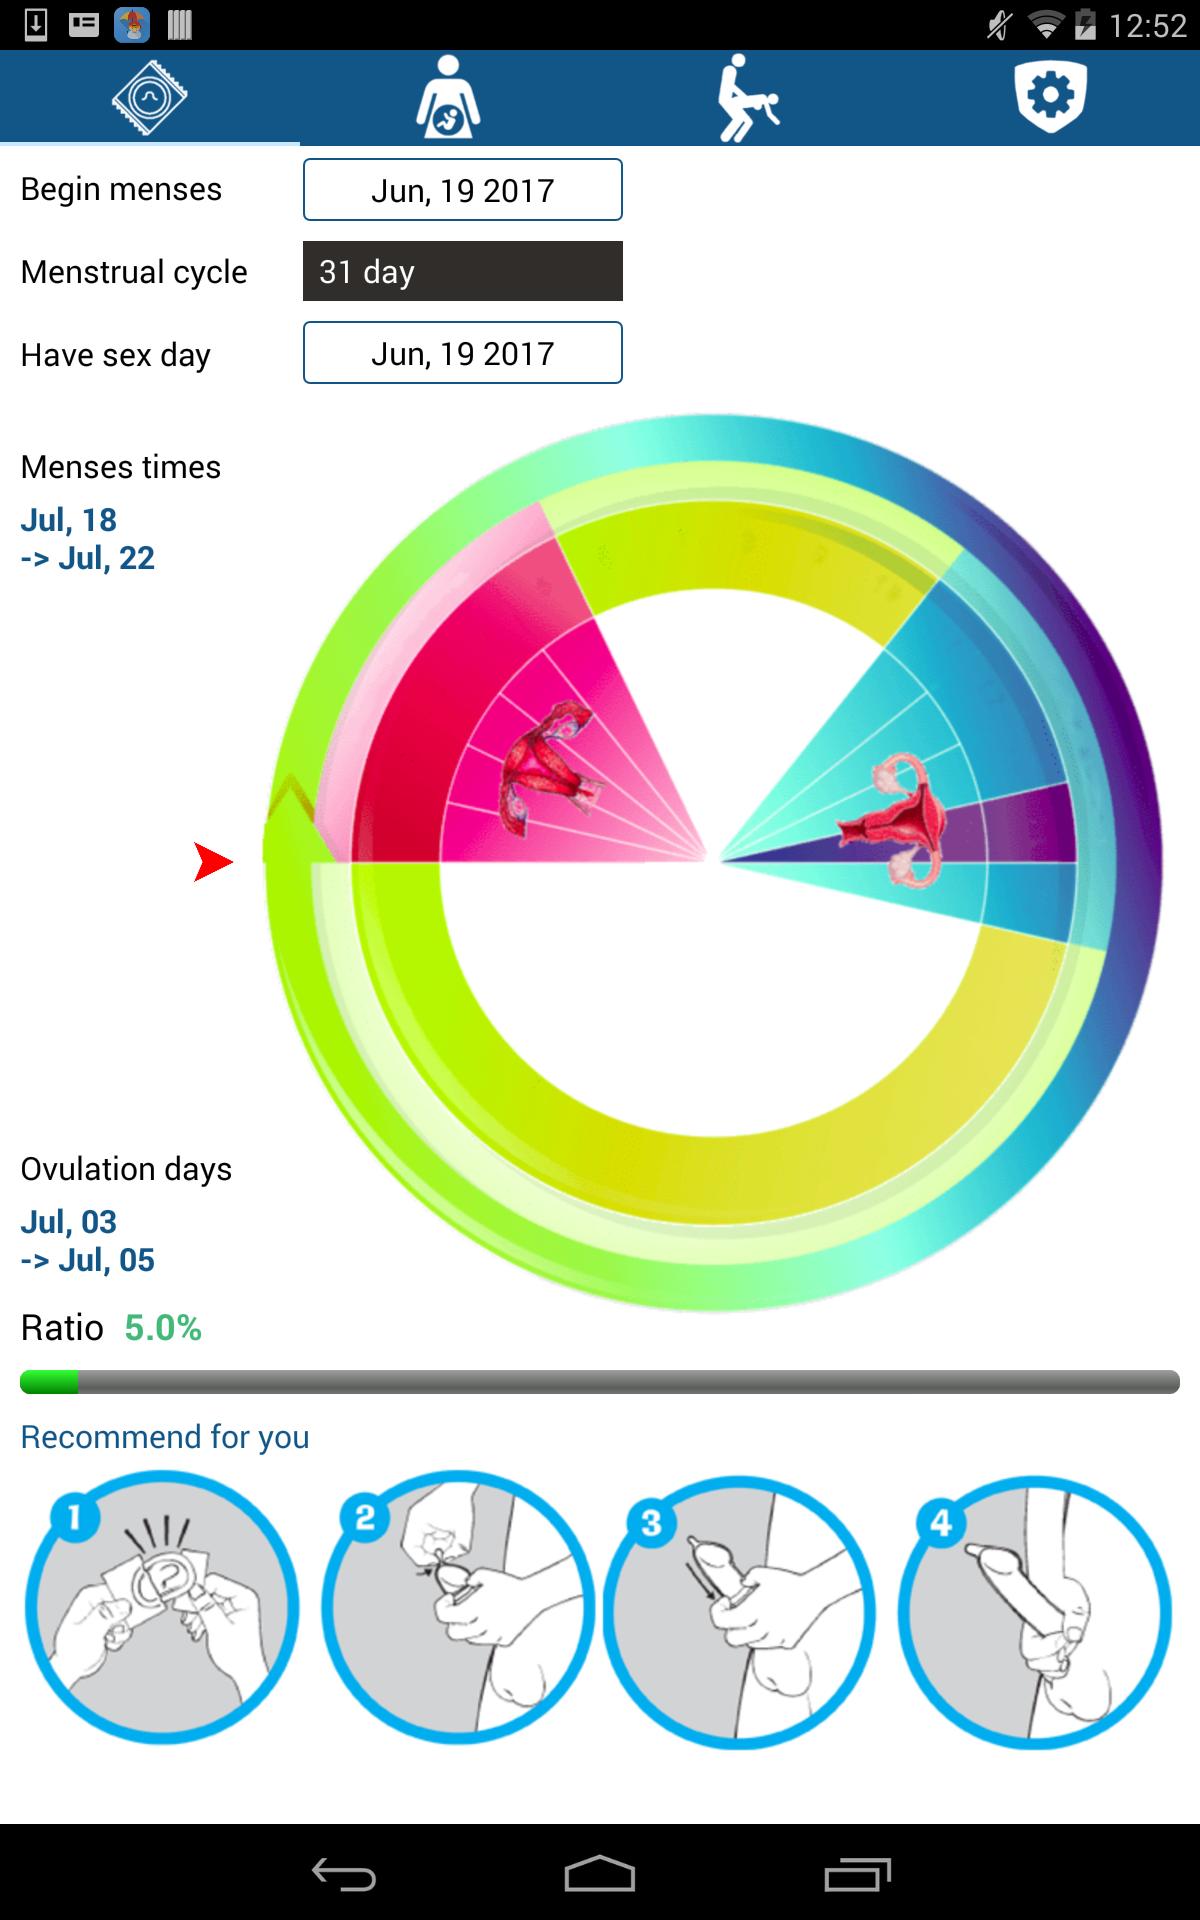 12:52
Begin menses
Jun, 19 2017
Menstrual cycle
31 day
Have sex day
Jun, 19 2017
Menses times
Jul, 18
-> Jul, 22
Ovulation days
Jul, 03
-> Jul, 05
Ratio 5.0%
Recommend for you
1 2 3 4